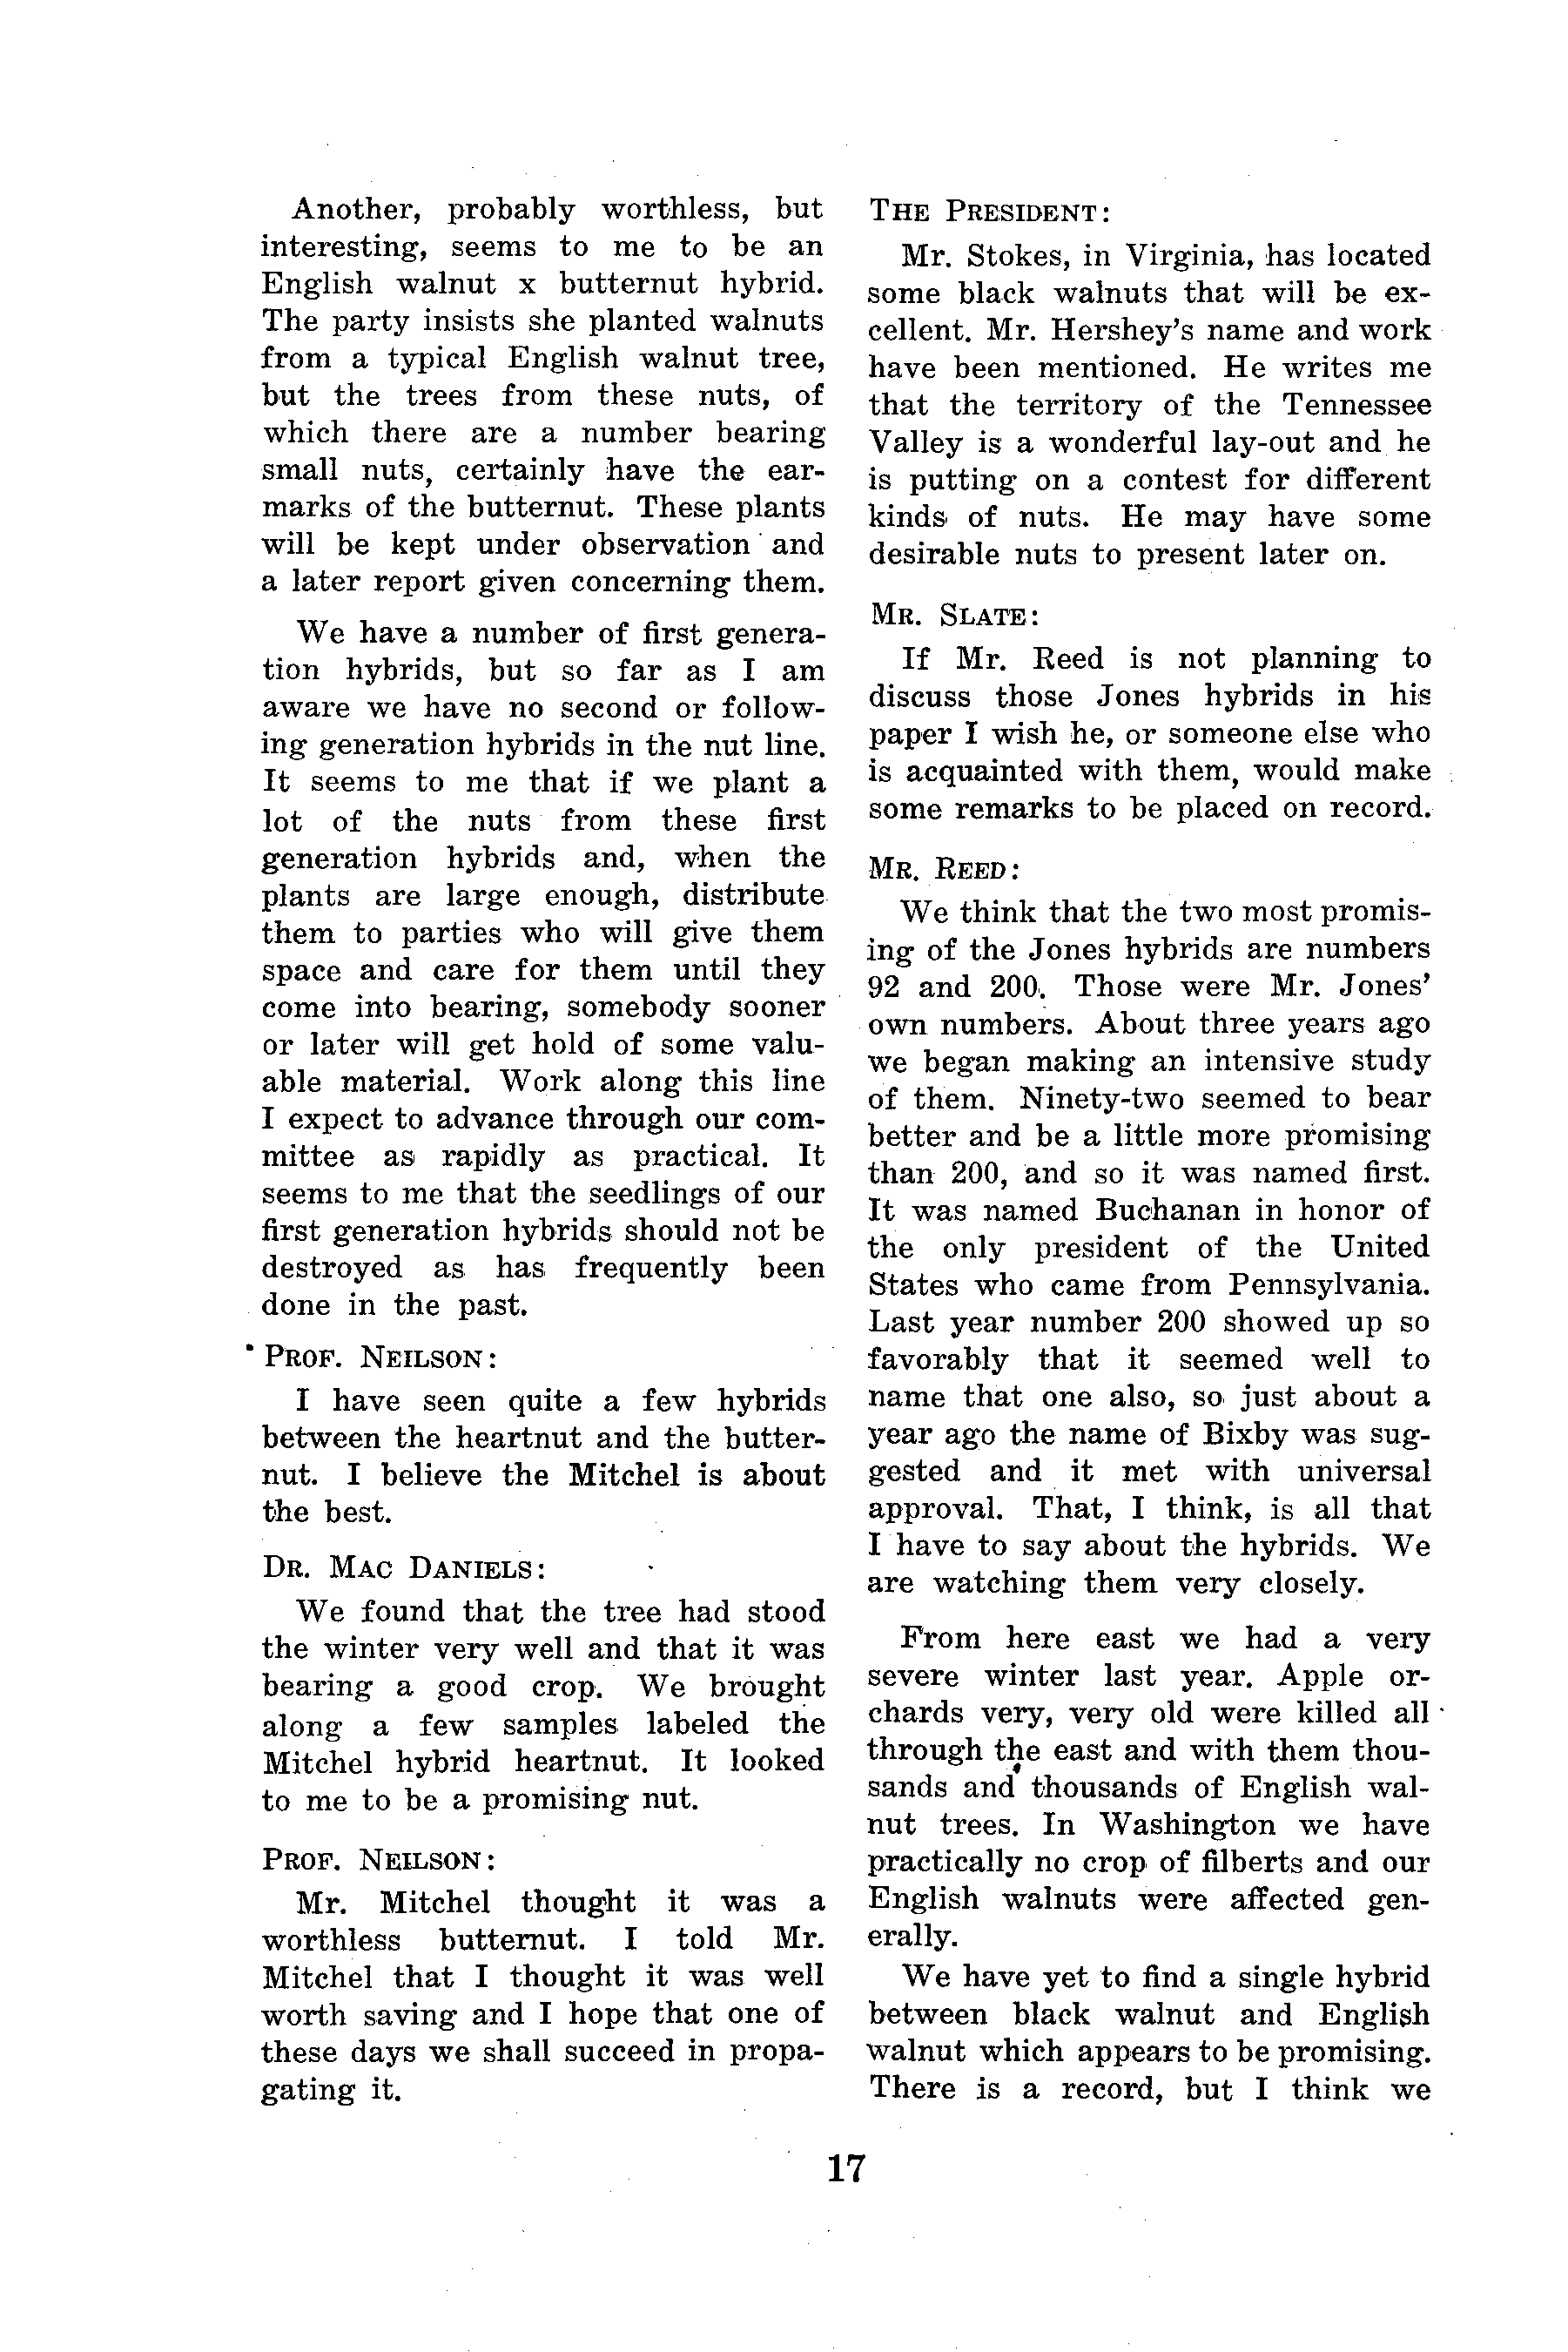 Another, probably worthless, but
interesting, seems to me to be an
English walnut x butternut hybrid.
The party insists she planted walnuts
from a typical English walnut tree,
but the trees from these nuts, of
which there are a number bearing
small nuts, certainly have the ear-
marks of the butternut. These plants
will be kept under observation and
a later report given concerning them.
We have a number of first genera-
tion hybrids, but so far as I am
aware we have no second or follow-
ing generation hybrids in the nut line.
It seems to me that if we plant a
lot of the nuts from these first
generation hybrids and, when the
plants are large enough, distribute
them to parties who will give them
space and care for them until they
come into bearing, somebody sooner
or later will get hold of some valu-
able material. Work along this line
I expect to advance through our com-
mittee as rapidly as practical. It
seems to me that the seedlings of our
first generation hybrids should not be
destroyed as has frequently been
done in the past.
PROF. NEILSON:
I have seen quite a few hybrids
between the heartnut and the butter-
nut. I believe the Mitchel is about
the best.
DR. MAC DANIELS:
We found that the tree had stood
the winter very well and that it was
bearing a good crop. We brought
along a few samples labeled the
Mitchel hybrid heartnut. It looked
to me to be a promising nut.
PROF. NEILSON:
Mr. Mitchel thought it was a
worthless butternut. I told Mr.
Mitchel that I thought it was well
worth saving and I hope that one of
these days we shall succeed in propa-
gating it.
THE PRESIDENT:
Mr. Stokes, in Virginia, has located
some black walnuts that will be ex-
cellent. Mr. Hershey's name and work
have been mentioned. He writes me
that the territory of the Tennessee
Valley is a wonderful lay-out and he
is putting on a contest for different
kinds of nuts. He may have some
desirable nuts to present later on.
MR. SLATE:
If Mr. Reed is not planning to
discuss those Jones hybrids in his
paper I wish he, or someone else who
is acquainted with them, would make
some remarks to be placed on record.
MR. REED:
We think that the two most promis-
ing of the Jones hybrids are numbers
92 and 200. Those were Mr. Jones'
own numbers. About three years ago
we began making an intensive study
of them. Ninety-two seemed to bear
better and be a little more promising
than 200, and so it was named first.
It was named Buchanan in honor of
the only president of the United
States who came from Pennsylvania.
Last year number 200 showed up so
favorably that it seemed well to
name that one also, so just about a
year ago the name of Bixby was sug-
gested and it met with universal
approval. That, I think, is all that
I have to say about the hybrids. We
are watching them very closely.
From here east we had a very
severe winter last year. Apple or-
chards very, very old were killed all
through the east and with them thou-
sands and thousands of English wal-
nut trees. In Washington we have
practically no crop of filberts and our
English walnuts were affected gen-
erally.
We have yet to find a single hybrid
between black walnut and English
walnut which appears to be promising.
There is a record, but I think we
17